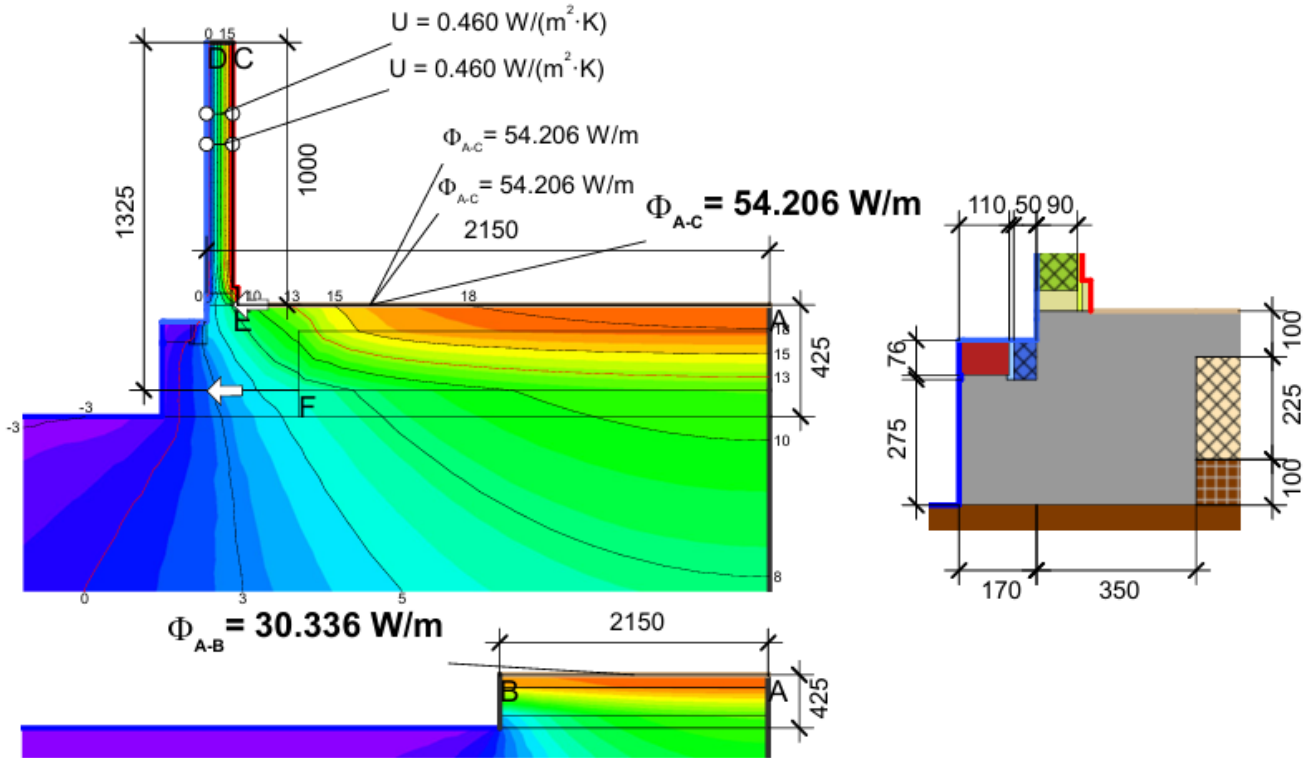 0 15
D C
U = 0.460 W/(m²·K)
U = 0.460 W/(m²·K)
1325
1000
Φ_A-C = 54.206 W/m
Φ_A-C = 54.206 W/m
Φ_A-C = 54.206 W/m
2150
0 10 13 15 18
E
A
18
15
13
425
F
10
-3
-3
8
0 3 5
110 50 90
76
275
100
225
100
170 350
Φ_A-B = 30.336 W/m
2150
B A
425